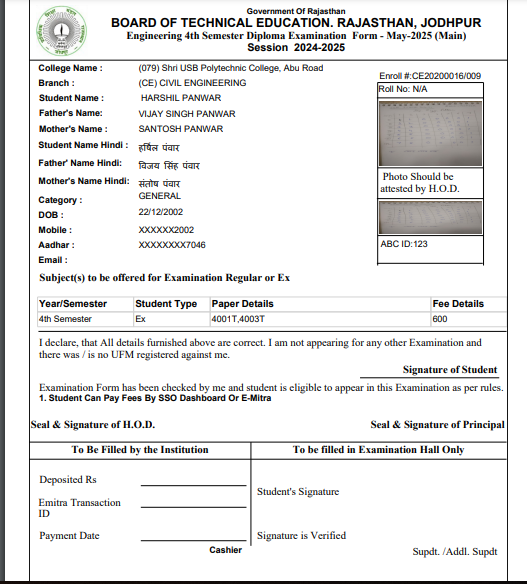 Government Of Rajasthan
BOARD OF TECHNICAL EDUCATION. RAJASTHAN, JODHPUR
Engineering 4th Semester Diploma Examination Form - May-2025 (Main)
Session 2024-2025
College Name : (079) Shri USB Polytechnic College, Abu Road
Enroll #:CE20200016/009
Branch : (CE) CIVIL ENGINEERING
Roll No: N/A
Student Name : HARSHIL PANWAR
Father's Name: VIJAY SINGH PANWAR
Mother's Name : SANTOSH PANWAR
Student Name Hindi : हर्षिल पंवार
Father' Name Hindi: विजय सिंह पंवार
Mother's Name Hindi: संतोष पंवार
Photo Should be
attested by H.O.D.
Category : GENERAL
DOB : 22/12/2002
Mobile : XXXXXX2002
Aadhar : XXXXXXXX7046
ABC ID:123
Email :
Subject(s) to be offered for Examination Regular or Ex
Year/Semester Student Type Paper Details Fee Details
4th Semester Ex 4001T,4003T 600
I declare, that All details furnished above are correct. I am not appearing for any other Examination and
there was / is no UFM registered against me.
Signature of Student
Examination Form has been checked by me and student is eligible to appear in this Examination as per rules.
1. Student Can Pay Fees By SSO Dashboard Or E-Mitra
Seal & Signature of H.O.D. Seal & Signature of Principal
To Be Filled by the Institution To be filled in Examination Hall Only
Deposited Rs
Student's Signature
Emitra Transaction
ID
Payment Date Signature is Verified
Cashier Supdt. /Addl. Supdt